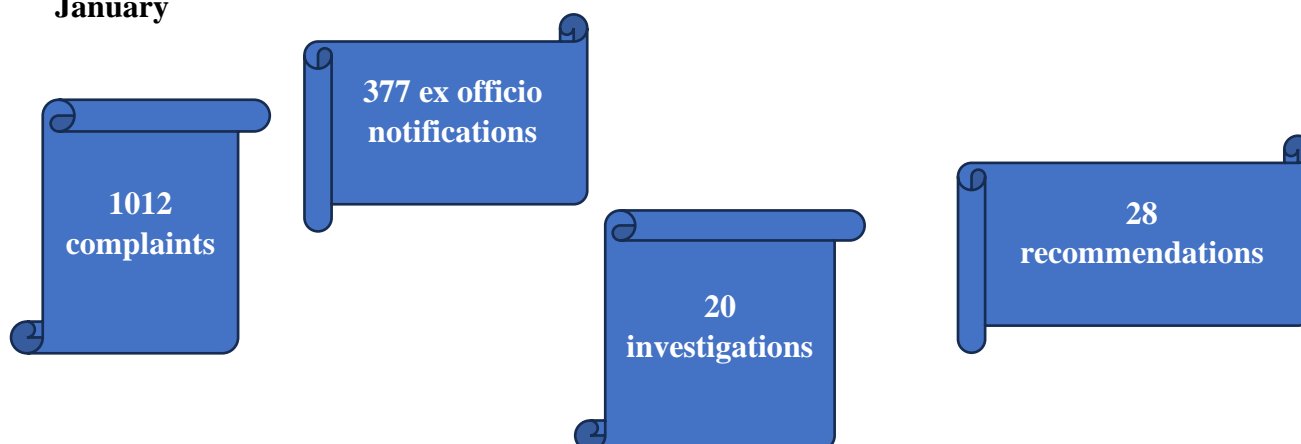 January
377 ex officio
notifications
1012
complaints
20
investigations
28
recommendations